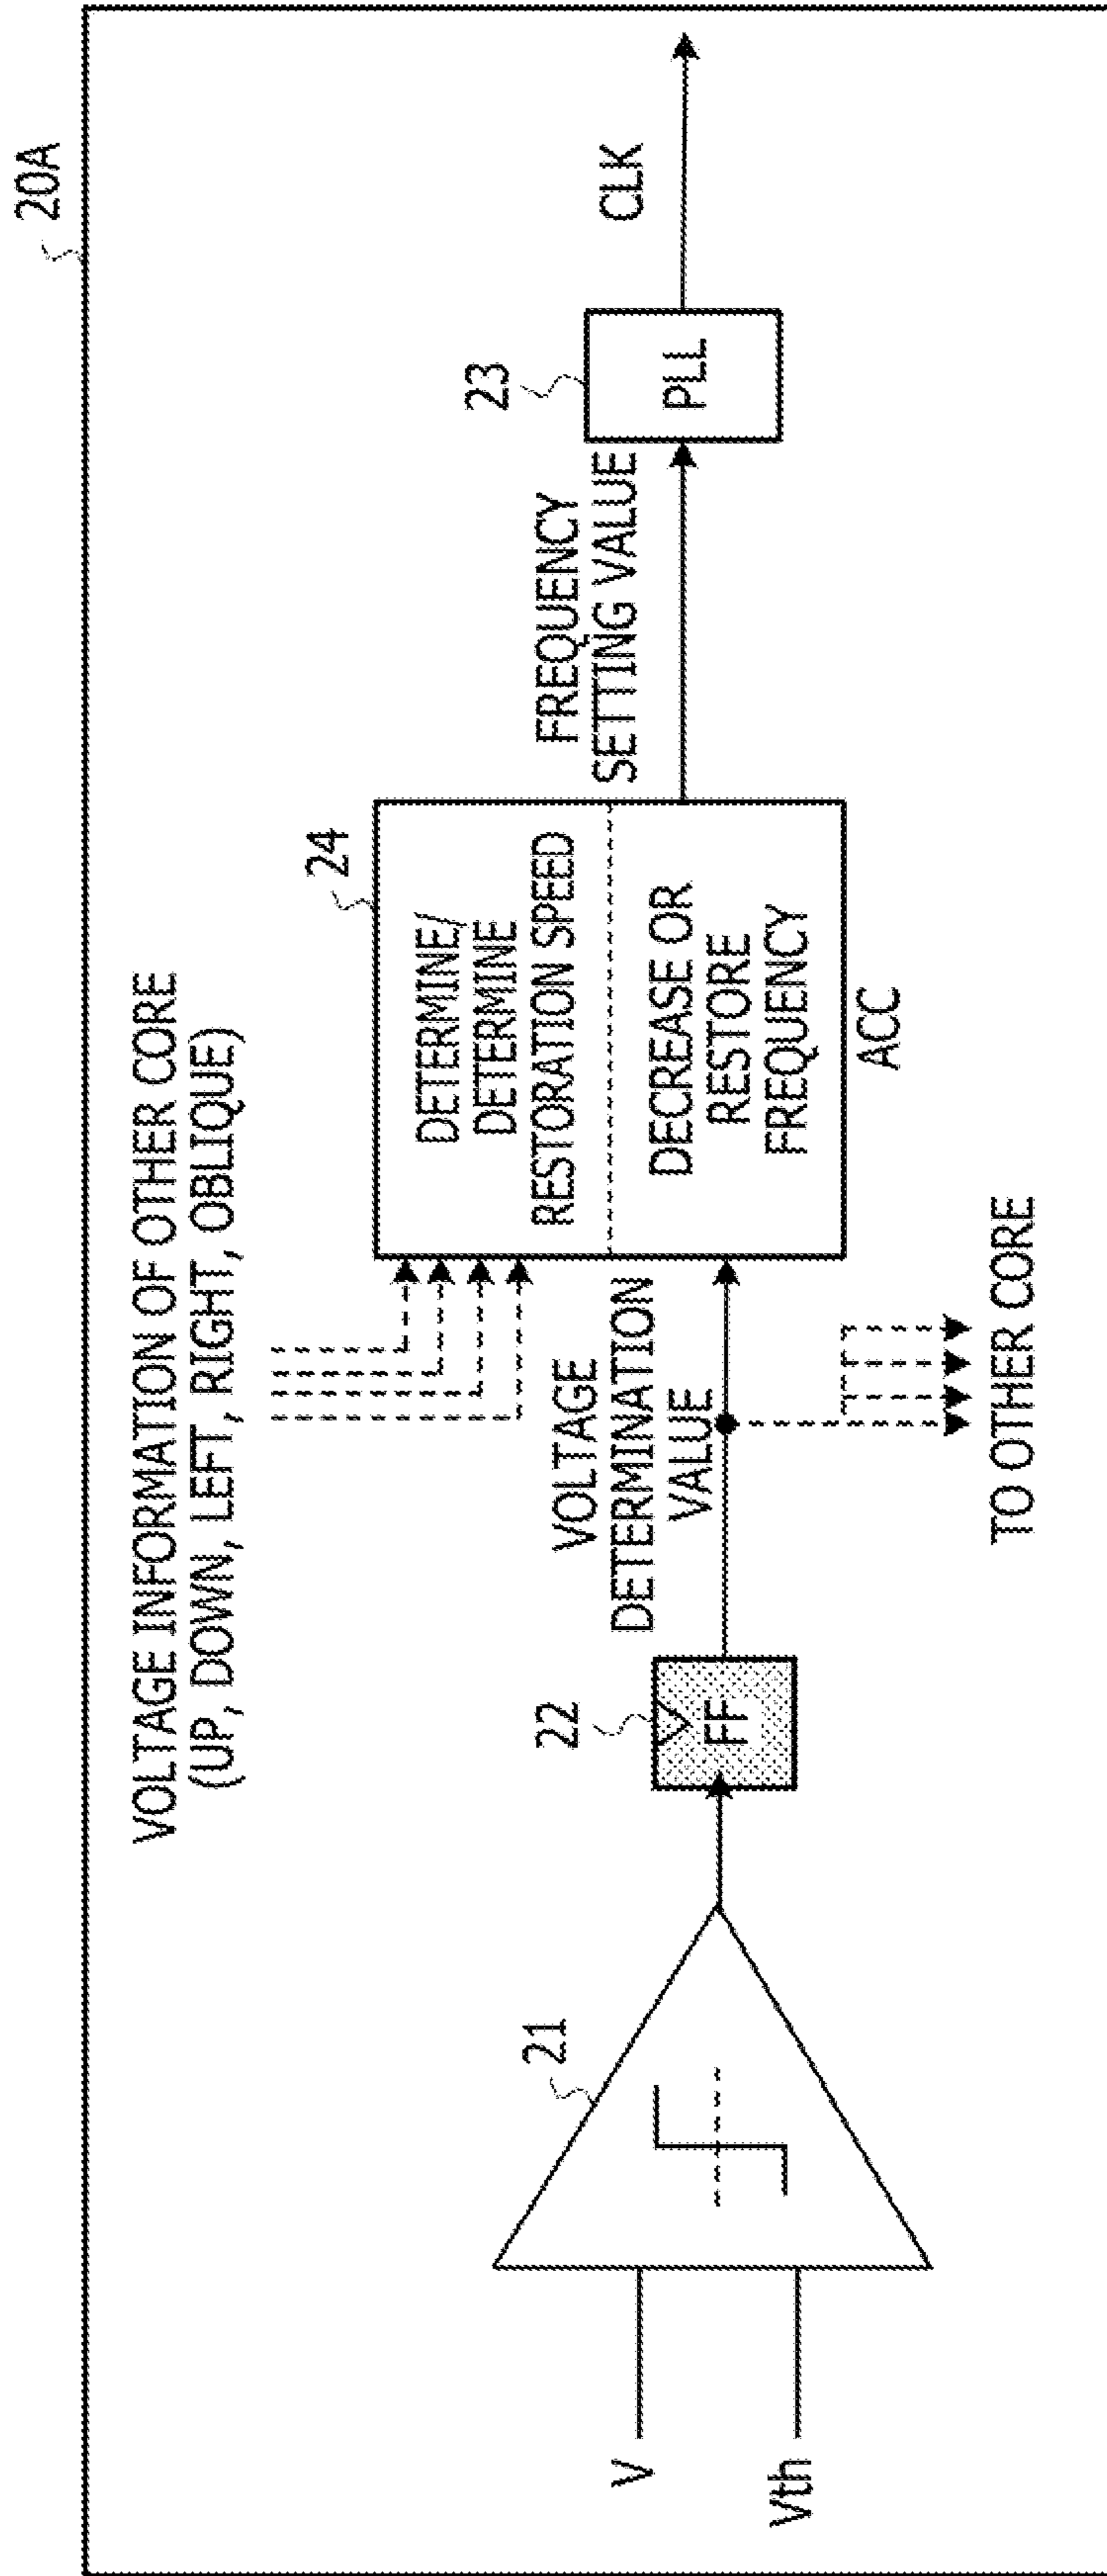 20A
VOLTAGE INFORMATION OF OTHER CORE
(UP, DOWN, LEFT, RIGHT, OBLIQUE)
V
Vth
21
22
FF
VOLTAGE
DETERMINATION
VALUE
TO OTHER CORE
24
DETERMINE/
DETERMINE
RESTORATION SPEED
DECREASE OR
RESTORE
FREQUENCY
ACC
FREQUENCY
SETTING VALUE
23
PLL
CLK